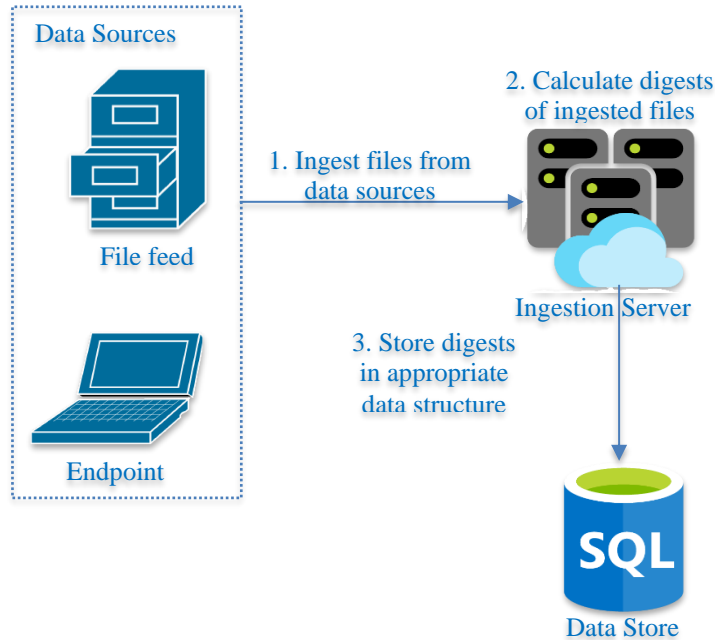 Data Sources
File feed
Endpoint
1. Ingest files from
data sources
2. Calculate digests
of ingested files
Ingestion Server
3. Store digests
in appropriate
data structure
SQL
Data Store